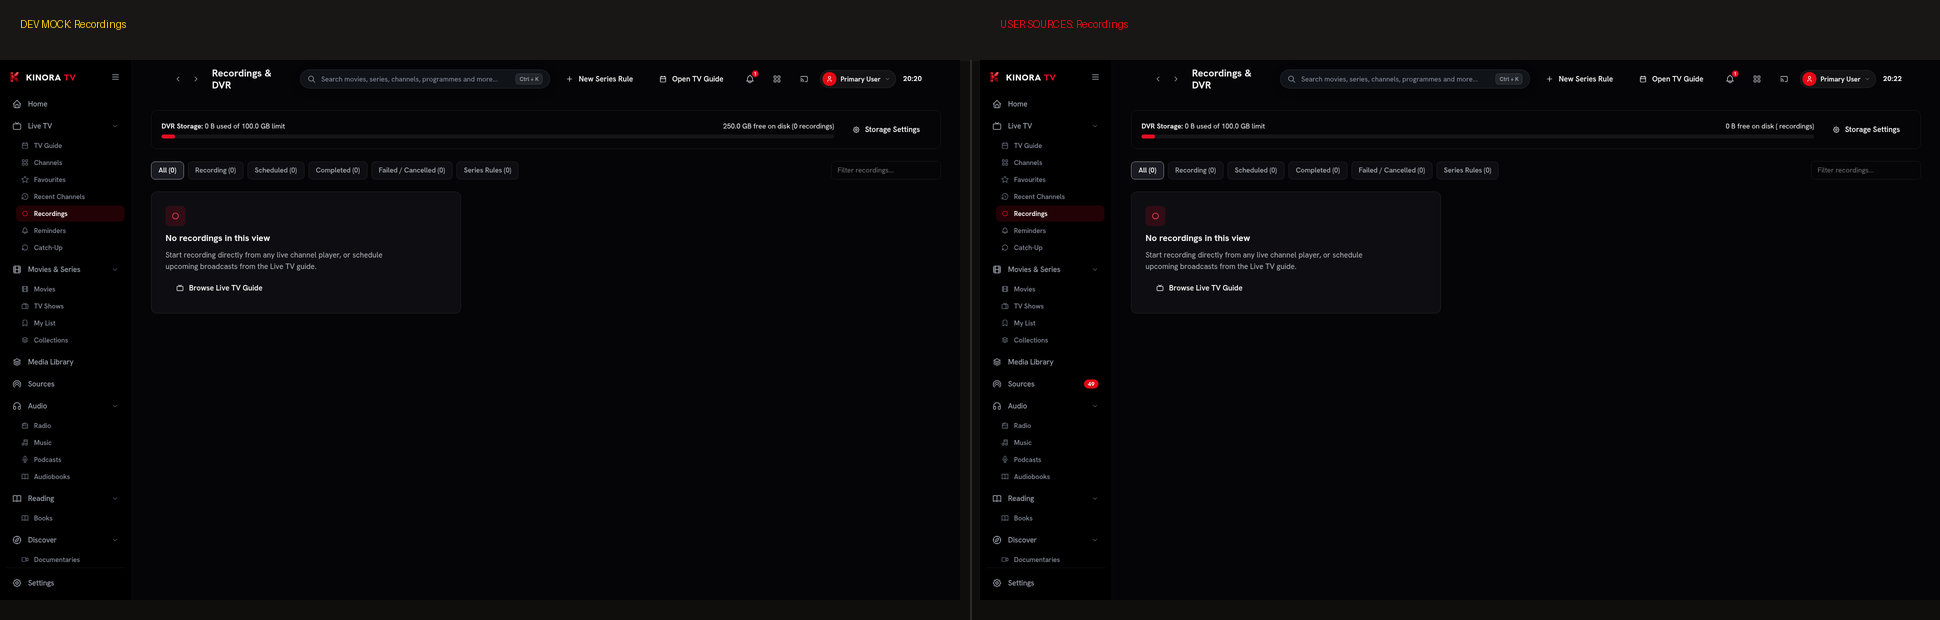 DEV MOCK: Recordings
KINORA TV
Home
Live TV
TV Guide
Channels
Favourites
Recent Channels
Recordings
Reminders
Catch-Up
Movies & Series
Movies
TV Shows
My List
Collections
Media Library
Sources
Audio
Radio
Music
Podcasts
Audiobooks
Reading
Books
Discover
Documentaries
Settings
Recordings &
DVR
Search movies, series, channels, programmes and more...
Ctrl + K
New Series Rule
Open TV Guide
1
Primary User
20:20
DVR Storage: 0 B used of 100.0 GB limit
250.0 GB free on disk (0 recordings)
Storage Settings
All (0)
Recording (0)
Scheduled (0)
Completed (0)
Failed / Cancelled (0)
Series Rules (0)
Filter recordings...
No recordings in this view
Start recording directly from any live channel player, or schedule
upcoming broadcasts from the Live TV guide.
Browse Live TV Guide
USER SOURCES: Recordings
KINORA TV
Home
Live TV
TV Guide
Channels
Favourites
Recent Channels
Recordings
Reminders
Catch-Up
Movies & Series
Movies
TV Shows
My List
Collections
Media Library
Sources
49
Audio
Radio
Music
Podcasts
Audiobooks
Reading
Books
Discover
Documentaries
Settings
Recordings &
DVR
Search movies, series, channels, programmes and more...
Ctrl + K
New Series Rule
Open TV Guide
1
Primary User
20:22
DVR Storage: 0 B used of 100.0 GB limit
0 B free on disk ( recordings)
Storage Settings
All (0)
Recording (0)
Scheduled (0)
Completed (0)
Failed / Cancelled (0)
Series Rules (0)
Filter recordings...
No recordings in this view
Start recording directly from any live channel player, or schedule
upcoming broadcasts from the Live TV guide.
Browse Live TV Guide